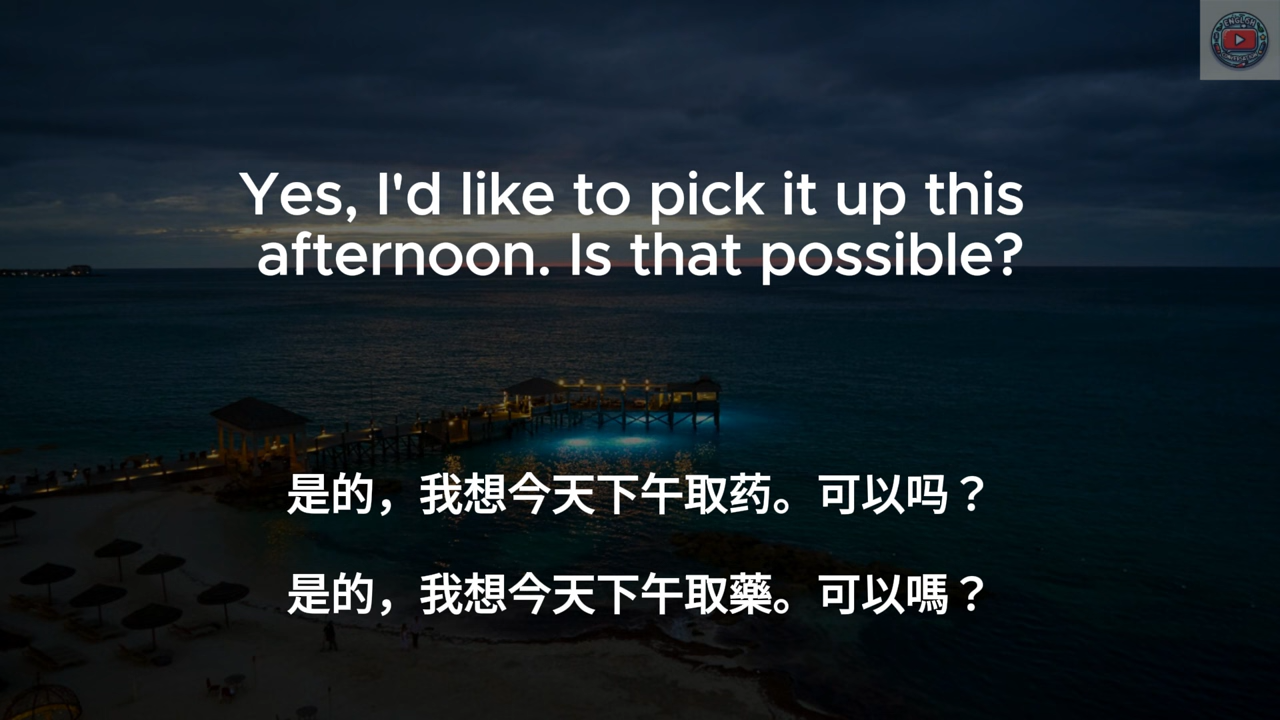 Yes, I'd like to pick it up this
afternoon. Is that possible?
是的，我想今天下午取药。可以吗？
是的，我想今天下午取藥。可以嗎？